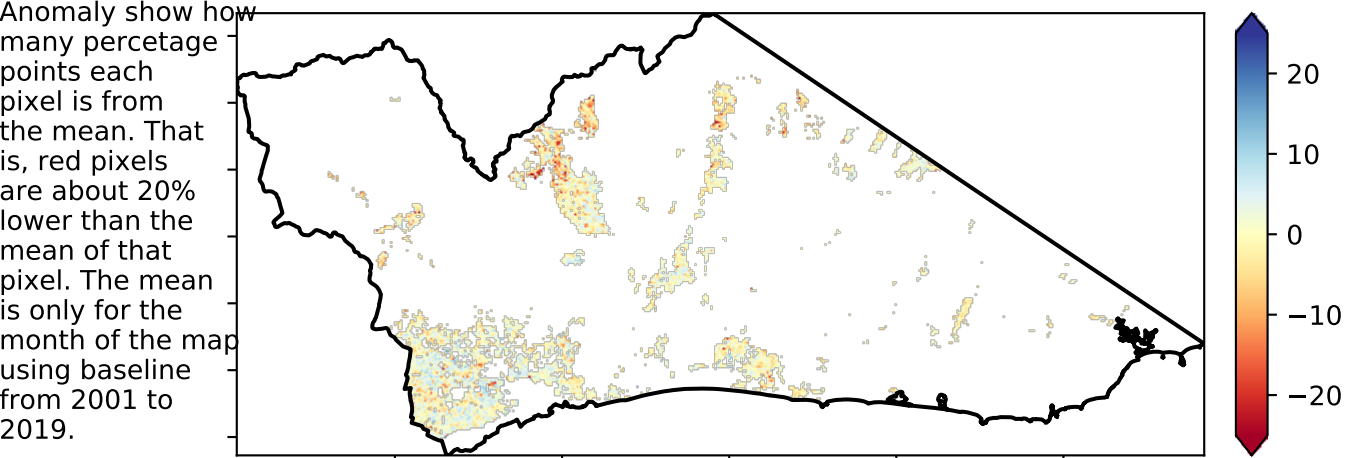 Anomaly show how
many percetage
points each
pixel is from
the mean. That
is, red pixels
are about 20%
lower than the
mean of that
pixel. The mean
is only for the
month of the map
using baseline
from 2001 to
2019.
20
10
0
−10
−20